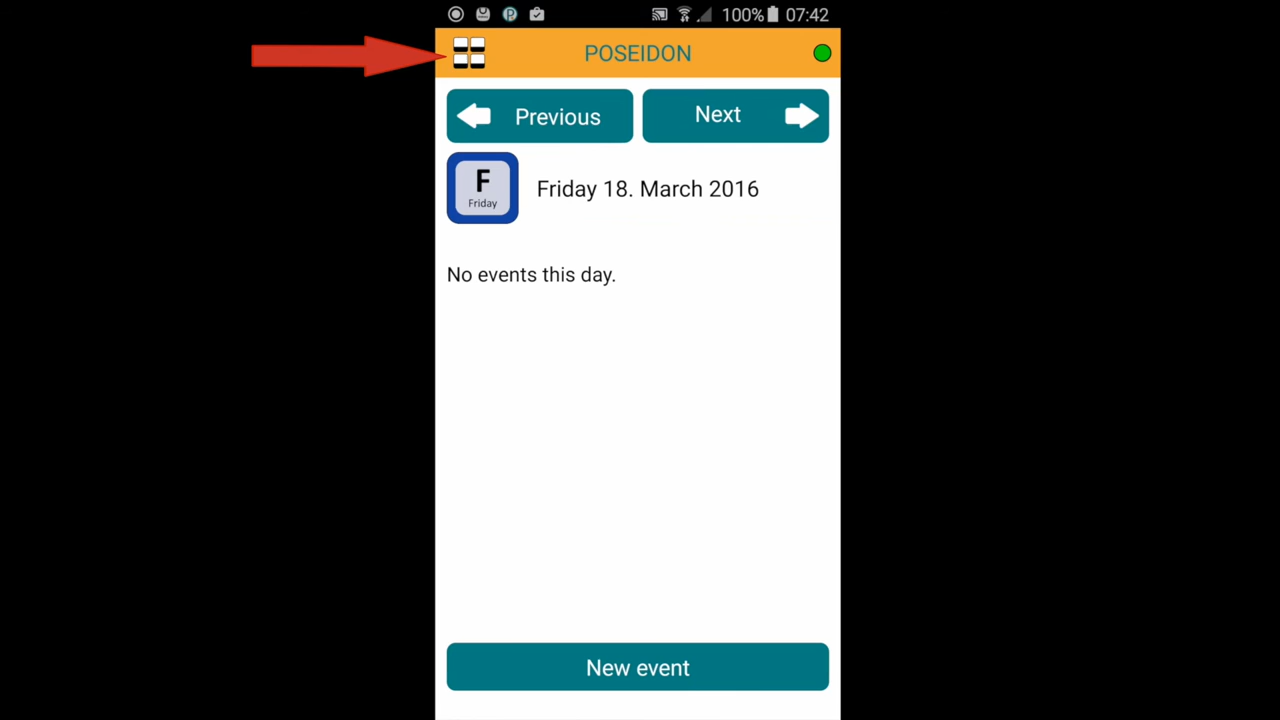 100% 07:42
POSEIDON
Previous
Next
F
Friday
Friday 18. March 2016
No events this day.
New event